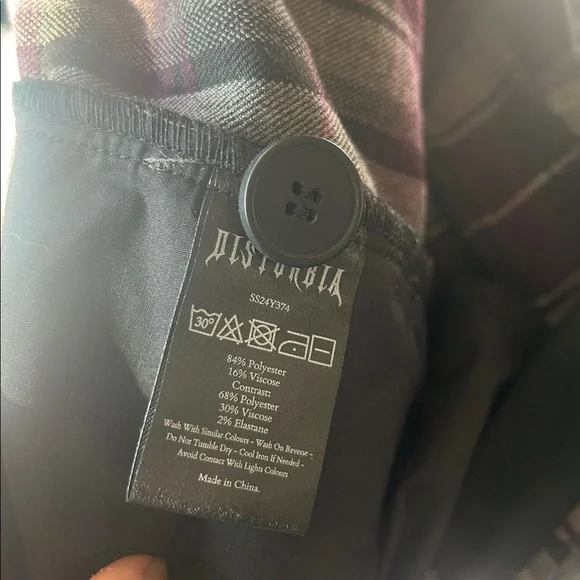 DISTURBIA
SS24Y374
30°
84% Polyester
16% Viscose
Contrast:
68% Polyester
30% Viscose
2% Elastane
Wash With Similar Colours - Wash On Reverse -
Do Not Tumble Dry - Cool Iron If Needed -
Avoid Contact With Light Colours
Made in China.